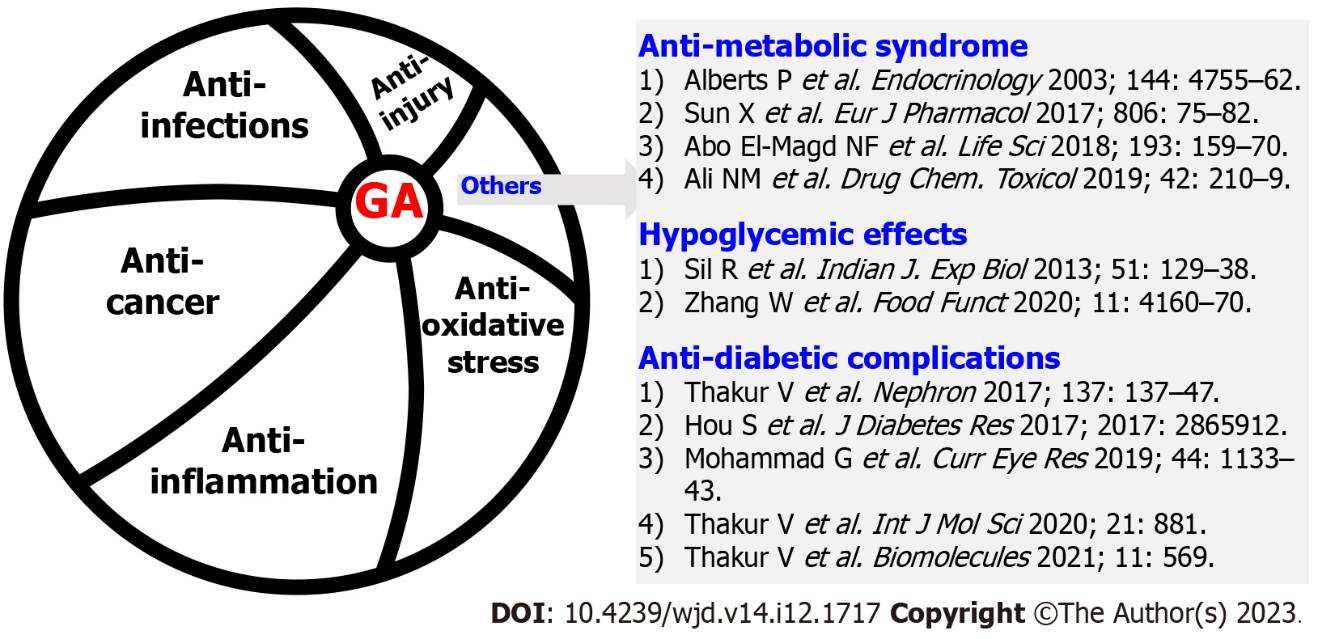 Anti-
infections
Anti-
injury
GA
Others
Anti-
cancer
Anti-
oxidative
stress
Anti-
inflammation
Anti-metabolic syndrome
1) Alberts P et al. Endocrinology 2003; 144: 4755–62.
2) Sun X et al. Eur J Pharmacol 2017; 806: 75–82.
3) Abo El-Magd NF et al. Life Sci 2018; 193: 159–70.
4) Ali NM et al. Drug Chem. Toxicol 2019; 42: 210–9.
Hypoglycemic effects
1) Sil R et al. Indian J. Exp Biol 2013; 51: 129–38.
2) Zhang W et al. Food Funct 2020; 11: 4160–70.
Anti-diabetic complications
1) Thakur V et al. Nephron 2017; 137: 137–47.
2) Hou S et al. J Diabetes Res 2017; 2017: 2865912.
3) Mohammad G et al. Curr Eye Res 2019; 44: 1133–
43.
4) Thakur V et al. Int J Mol Sci 2020; 21: 881.
5) Thakur V et al. Biomolecules 2021; 11: 569.
DOI: 10.4239/wjd.v14.i12.1717 Copyright ©The Author(s) 2023.